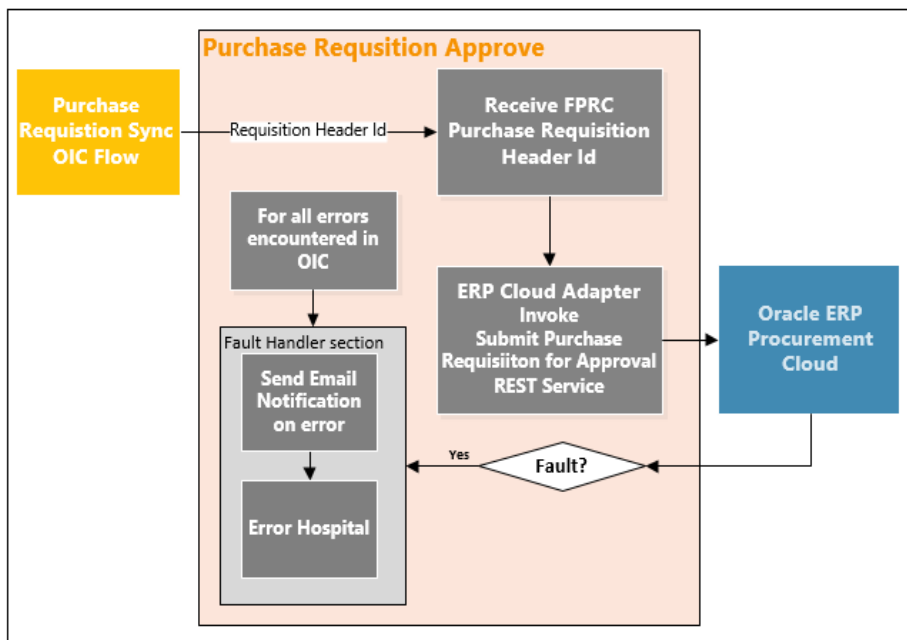 Purchase Requsition Approve
Purchase
Requistion Sync
OIC Flow
Requisition Header Id
Receive FPRC
Purchase Requisition
Header Id
For all errors
encountered in
OIC
ERP Cloud Adapter
Invoke
Submit Purchase
Requisiiton for Approval
REST Service
Oracle ERP
Procurement
Cloud
Fault Handler section
Send Email
Notification
on error
Yes
Fault?
Error Hospital